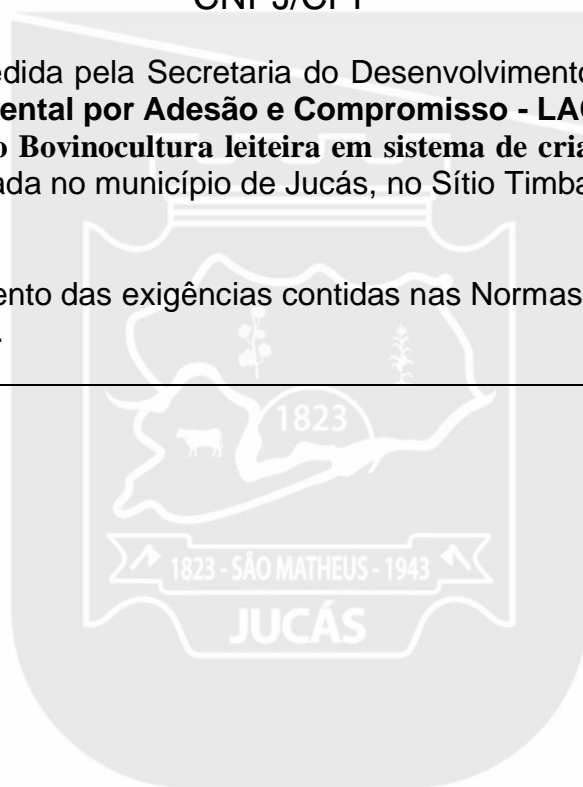 edida pela Secretaria do Desenvolvimento
ental por Adesão e Compromisso - LAC
o Bovinocultura leiteira em sistema de cria
ada no município de Jucás, no Sítio Timba
ento das exigências contidas nas Normas
.
1823
1823 - SÃO MATHEUS - 1943
JUCÁS